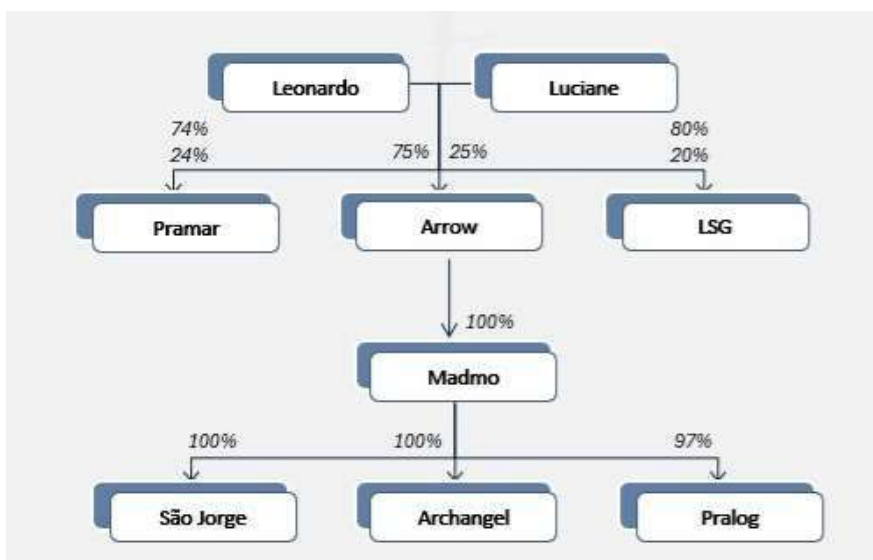 Leonardo
Luciane
74%
80%
24%
75%
25%
20%
Pramar
Arrow
LSG
100%
Madmo
100%
100%
97%
São Jorge
Archangel
Pralog